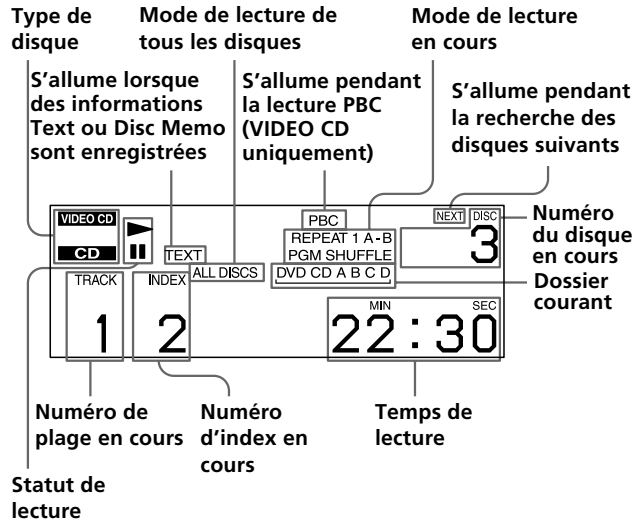 Type de
disque
Mode de lecture de
tous les disques
Mode de lecture
en cours
S'allume lorsque
des informations
Text ou Disc Memo
sont enregistrées
S'allume pendant
la lecture PBC
(VIDEO CD
uniquement)
S'allume pendant
la recherche des
disques suivants
VIDEO CD
CD
TEXT
ALL DISCS
PBC
REPEAT 1 A-B
PGM SHUFFLE
DVD CD A B C D
NEXT DISC
3
Numéro
du disque
en cours
Dossier
courant
TRACK
1
INDEX
2
MIN SEC
22:30
Numéro de
plage en cours
Numéro
d'index en
cours
Temps de
lecture
Statut de
lecture